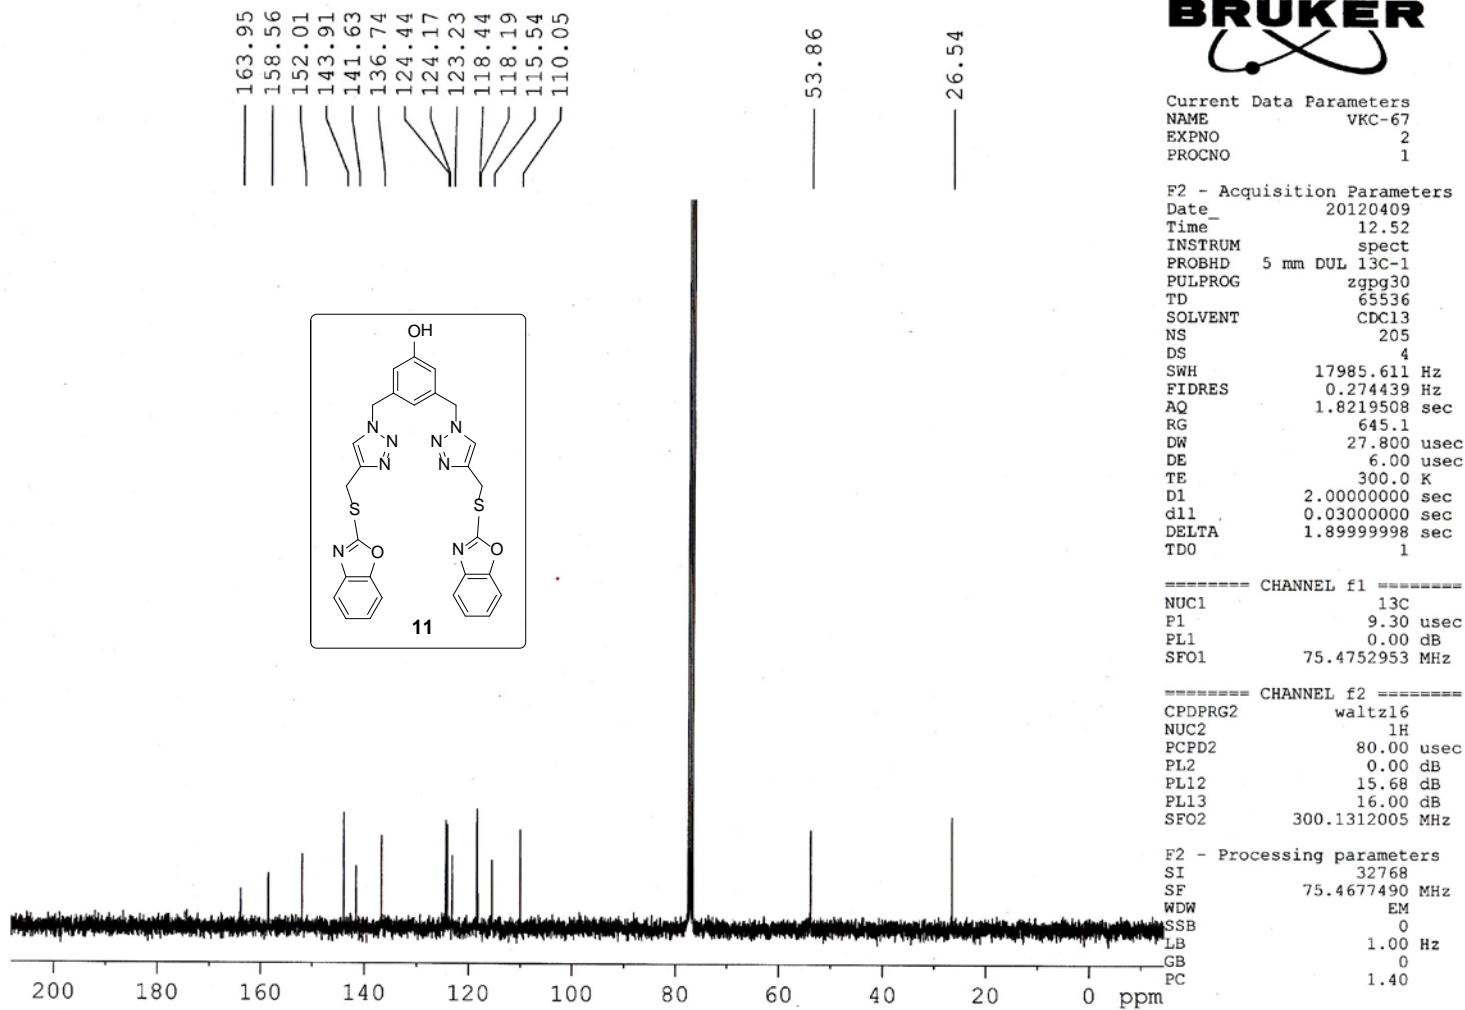 163.95
158.56
152.01
143.91
141.63
136.74
124.44
124.17
123.23
118.44
118.19
115.54
110.05
53.86
26.54
BRUKER
Current Data Parameters
NAME VKC-67
EXPNO 2
PROCNO 1
F2 - Acquisition Parameters
Date_ 20120409
Time 12.52
INSTRUM spect
PROBHD 5 mm DUL 13C-1
PULPROG zgpg30
TD 65536
SOLVENT CDCl3
NS 205
DS 4
SWH 17985.611 Hz
FIDRES 0.274439 Hz
AQ 1.8219508 sec
RG 645.1
DW 27.800 usec
DE 6.00 usec
TE 300.0 K
D1 2.00000000 sec
d11 0.03000000 sec
DELTA 1.89999998 sec
TD0 1
======== CHANNEL f1 ========
NUC1 13C
P1 9.30 usec
PL1 0.00 dB
SFO1 75.4752953 MHz
======== CHANNEL f2 ========
CPDPRG2 waltz16
NUC2 1H
PCPD2 80.00 usec
PL2 0.00 dB
PL12 15.68 dB
PL13 16.00 dB
SFO2 300.1312005 MHz
F2 - Processing parameters
SI 32768
SF 75.4677490 MHz
WDW EM
SSB 0
LB 1.00 Hz
GB 0
PC 1.40
OH
N N N N
N N
S S
N O N O
11
200 180 160 140 120 100 80 60 40 20 0 ppm